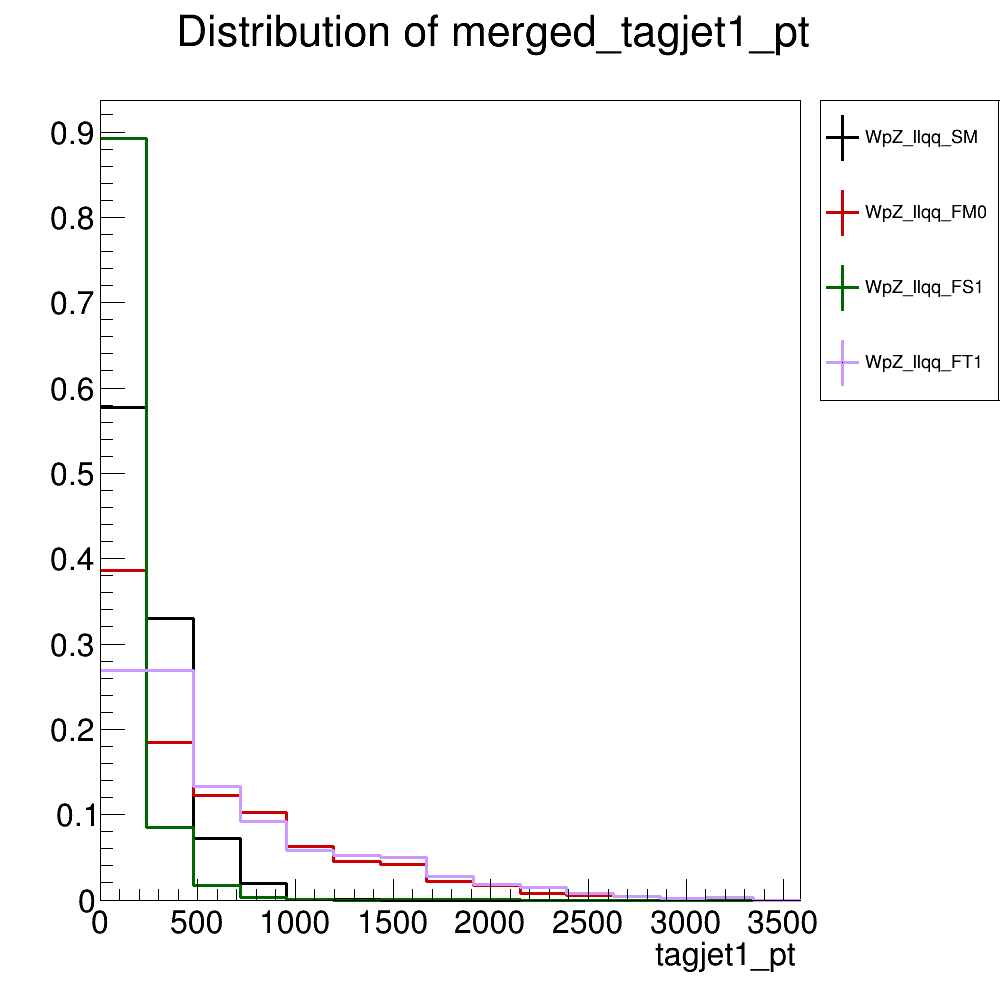 Distribution of merged_tagjet1_pt
0.9
0.8
0.7
0.6
0.5
0.4
0.3
0.2
0.1
0
0 500 1000 1500 2000 2500 3000 3500
tagjet1_pt
WpZ_llqq_SM
WpZ_llqq_FM0
WpZ_llqq_FS1
WpZ_llqq_FT1